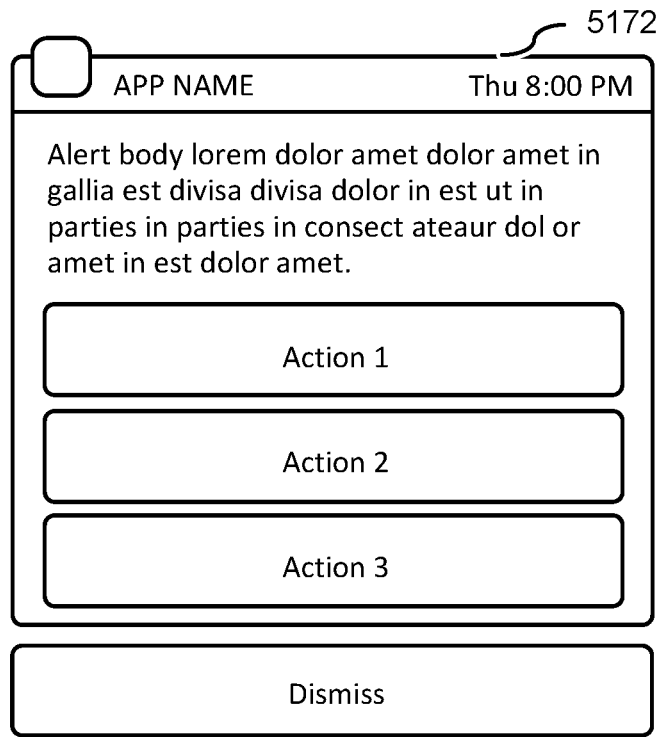 5172
APP NAME Thu 8:00 PM
Alert body lorem dolor amet dolor amet in
gallia est divisa divisa dolor in est ut in
parties in parties in consect ateaur dol or
amet in est dolor amet.
Action 1
Action 2
Action 3
Dismiss